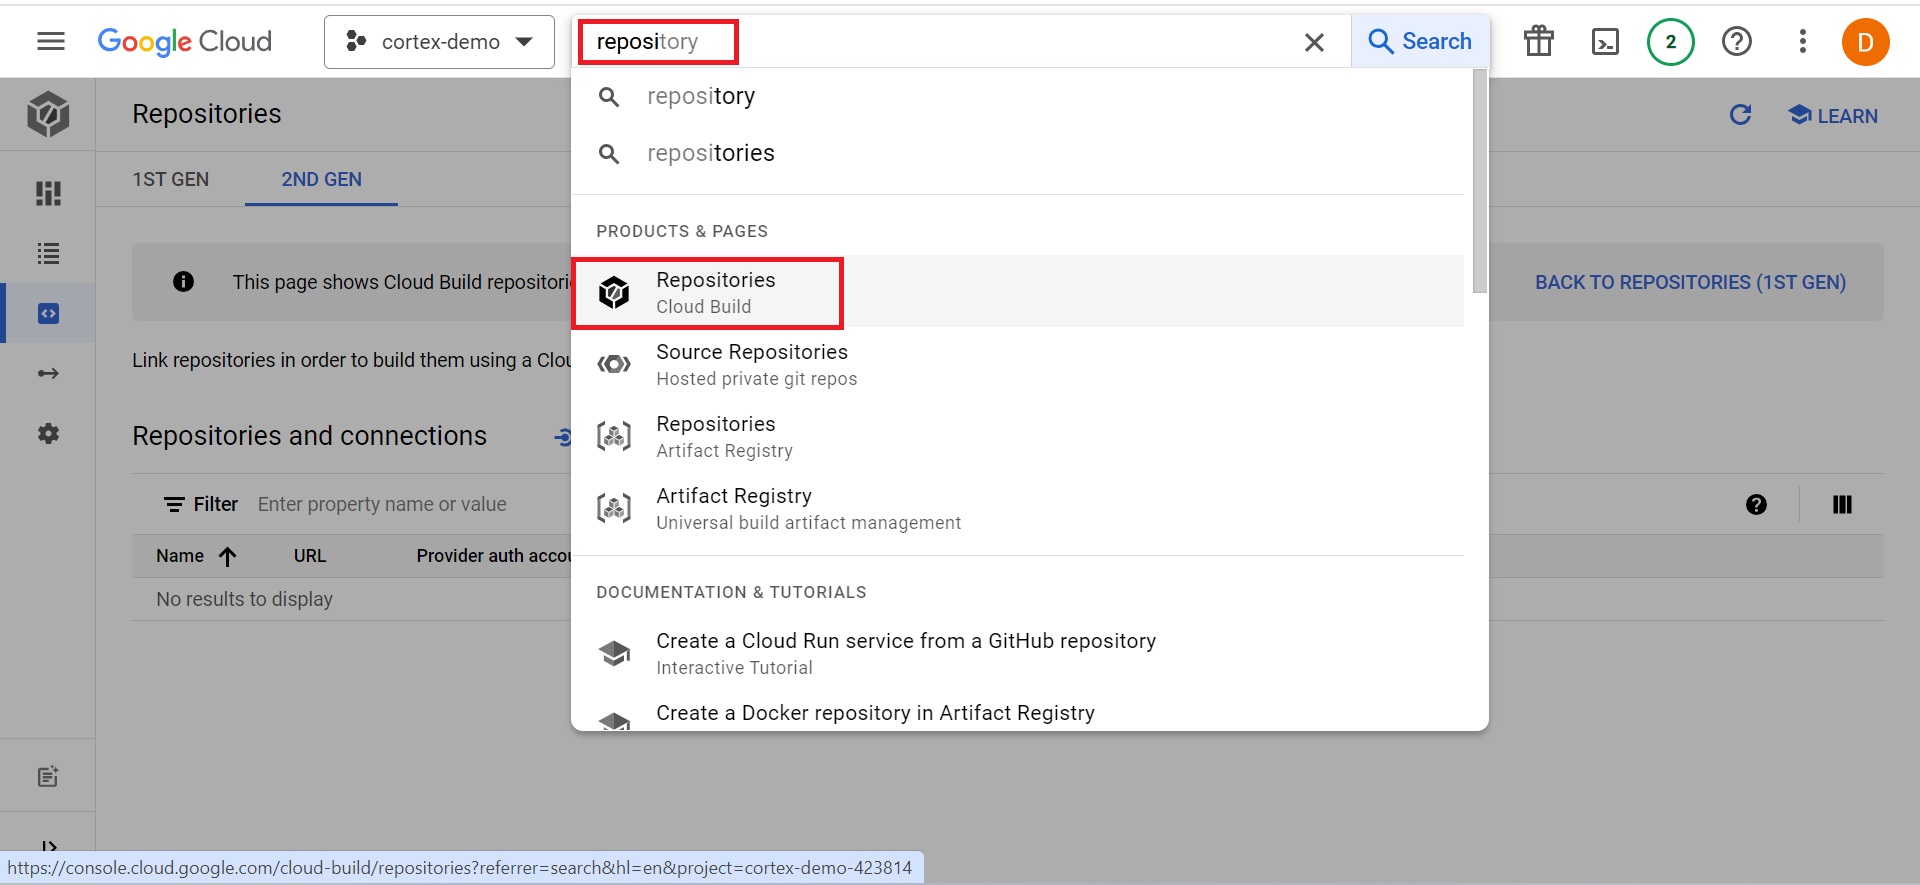 Google Cloud
cortex-demo
repository
Search
2
D
repository
repositories
PRODUCTS & PAGES
Repositories
Cloud Build
Source Repositories
Hosted private git repos
Repositories
Artifact Registry
Artifact Registry
Universal build artifact management
DOCUMENTATION & TUTORIALS
Create a Cloud Run service from a GitHub repository
Interactive Tutorial
Create a Docker repository in Artifact Registry
Repositories
LEARN
1ST GEN
2ND GEN
This page shows Cloud Build repositori
BACK TO REPOSITORIES (1ST GEN)
Link repositories in order to build them using a Clou
Repositories and connections
Filter Enter property name or value
Name URL Provider auth accou
No results to display
https://console.cloud.google.com/cloud-build/repositories?referrer=search&hl=en&project=cortex-demo-423814